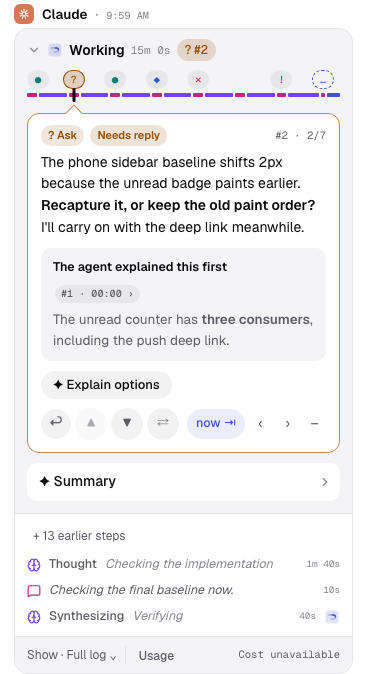 Claude · 9:59 AM
Working 15m 0s ? #2
?
×
!
…
? Ask Needs reply #2 · 2/7
The phone sidebar baseline shifts 2px
because the unread badge paints earlier.
Recapture it, or keep the old paint order?
I'll carry on with the deep link meanwhile.
The agent explained this first
#1 · 00:00 ›
The unread counter has three consumers,
including the push deep link.
✦ Explain options
↩ ▲ ▼ ⇄ now ⇥ ‹ › –
✦ Summary ›
+ 13 earlier steps
Thought Checking the implementation 1m 40s
Checking the final baseline now. 10s
Synthesizing Verifying 40s
Show · Full log ⌄ Usage Cost unavailable